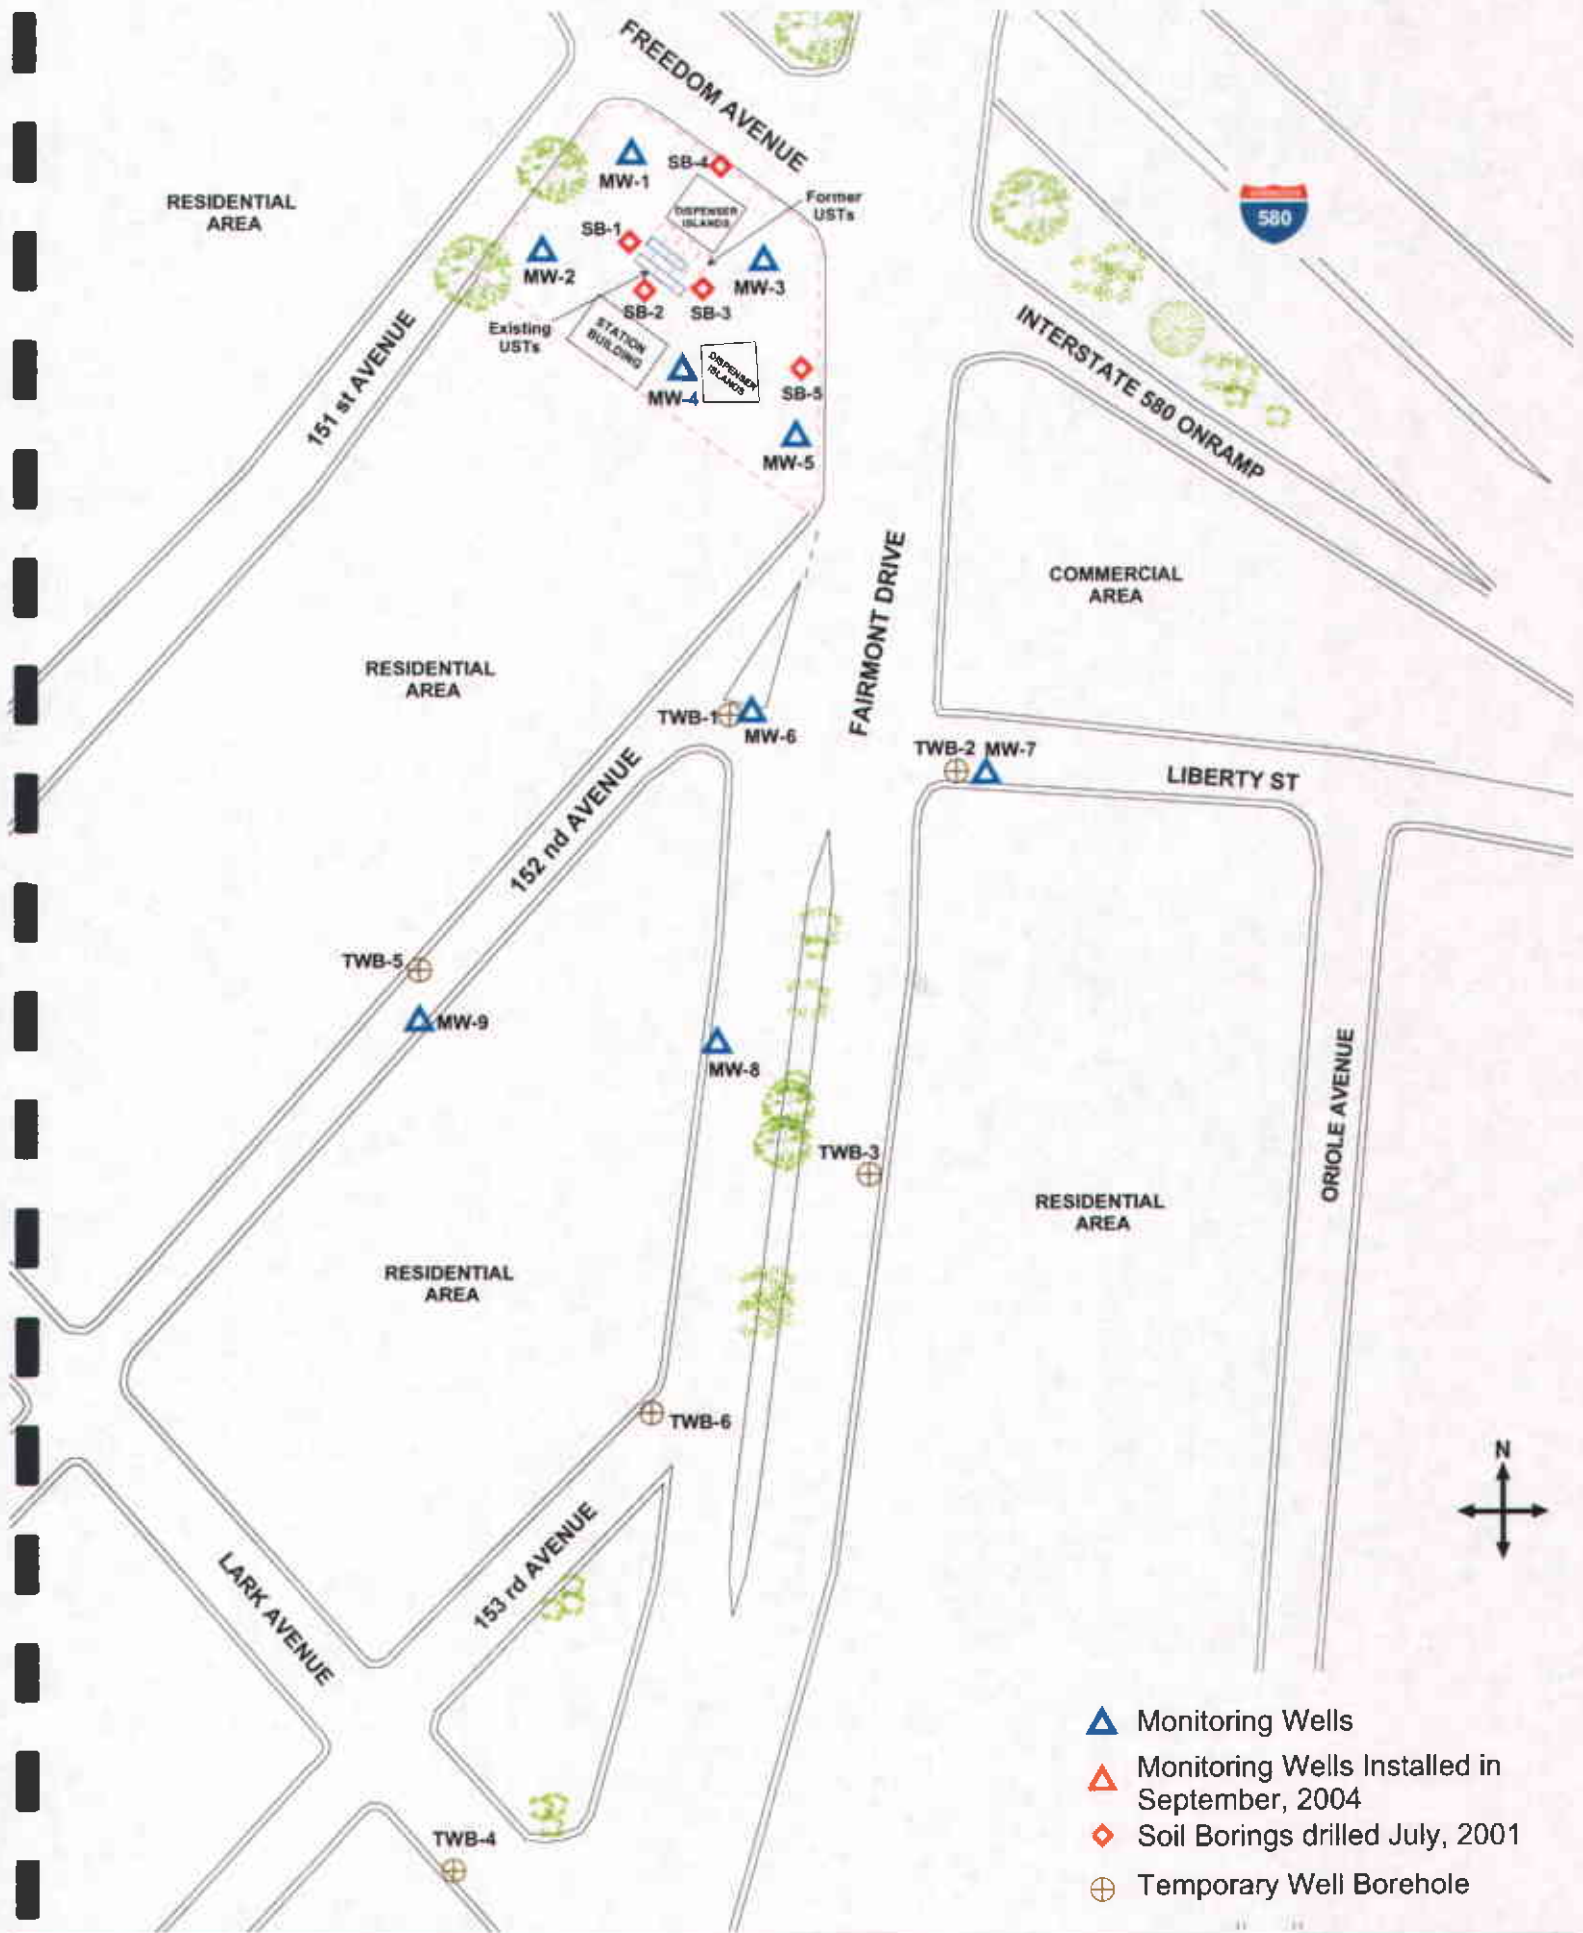 FREEDOM AVENUE
RESIDENTIAL
AREA
MW-1
SB-4
DISPENSER
ISLANDS
Former
USTs
580
SB-1
MW-2
MW-3
SB-2
SB-3
Existing
USTs
STATION
BUILDING
MW-4
DISPENSER
ISLANDS
SB-5
MW-5
151 st AVENUE
INTERSTATE 580 ONRAMP
COMMERCIAL
AREA
FAIRMONT DRIVE
RESIDENTIAL
AREA
TWB-1
MW-6
TWB-2
MW-7
LIBERTY ST
152 nd AVENUE
TWB-5
MW-9
MW-8
ORIOLE AVENUE
TWB-3
RESIDENTIAL
AREA
RESIDENTIAL
AREA
TWB-6
N
153 rd AVENUE
LARK AVENUE
TWB-4
Monitoring Wells
Monitoring Wells Installed in
September, 2004
Soil Borings drilled July, 2001
Temporary Well Borehole